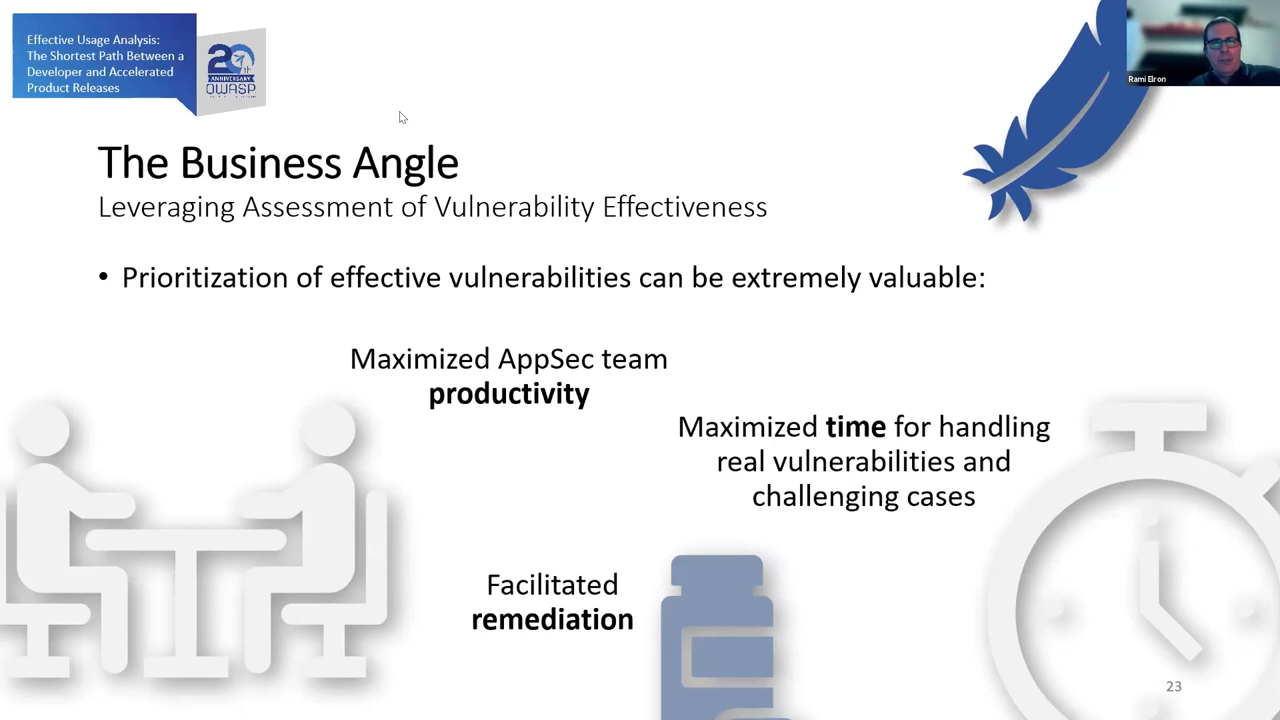 Effective Usage Analysis:
The Shortest Path Between a
Developer and Accelerated
Product Releases
20th
ANNIVERSARY
OWASP
Rami Elron
The Business Angle
Leveraging Assessment of Vulnerability Effectiveness
• Prioritization of effective vulnerabilities can be extremely valuable:
Maximized AppSec team
productivity
Maximized time for handling
real vulnerabilities and
challenging cases
Facilitated
remediation
23